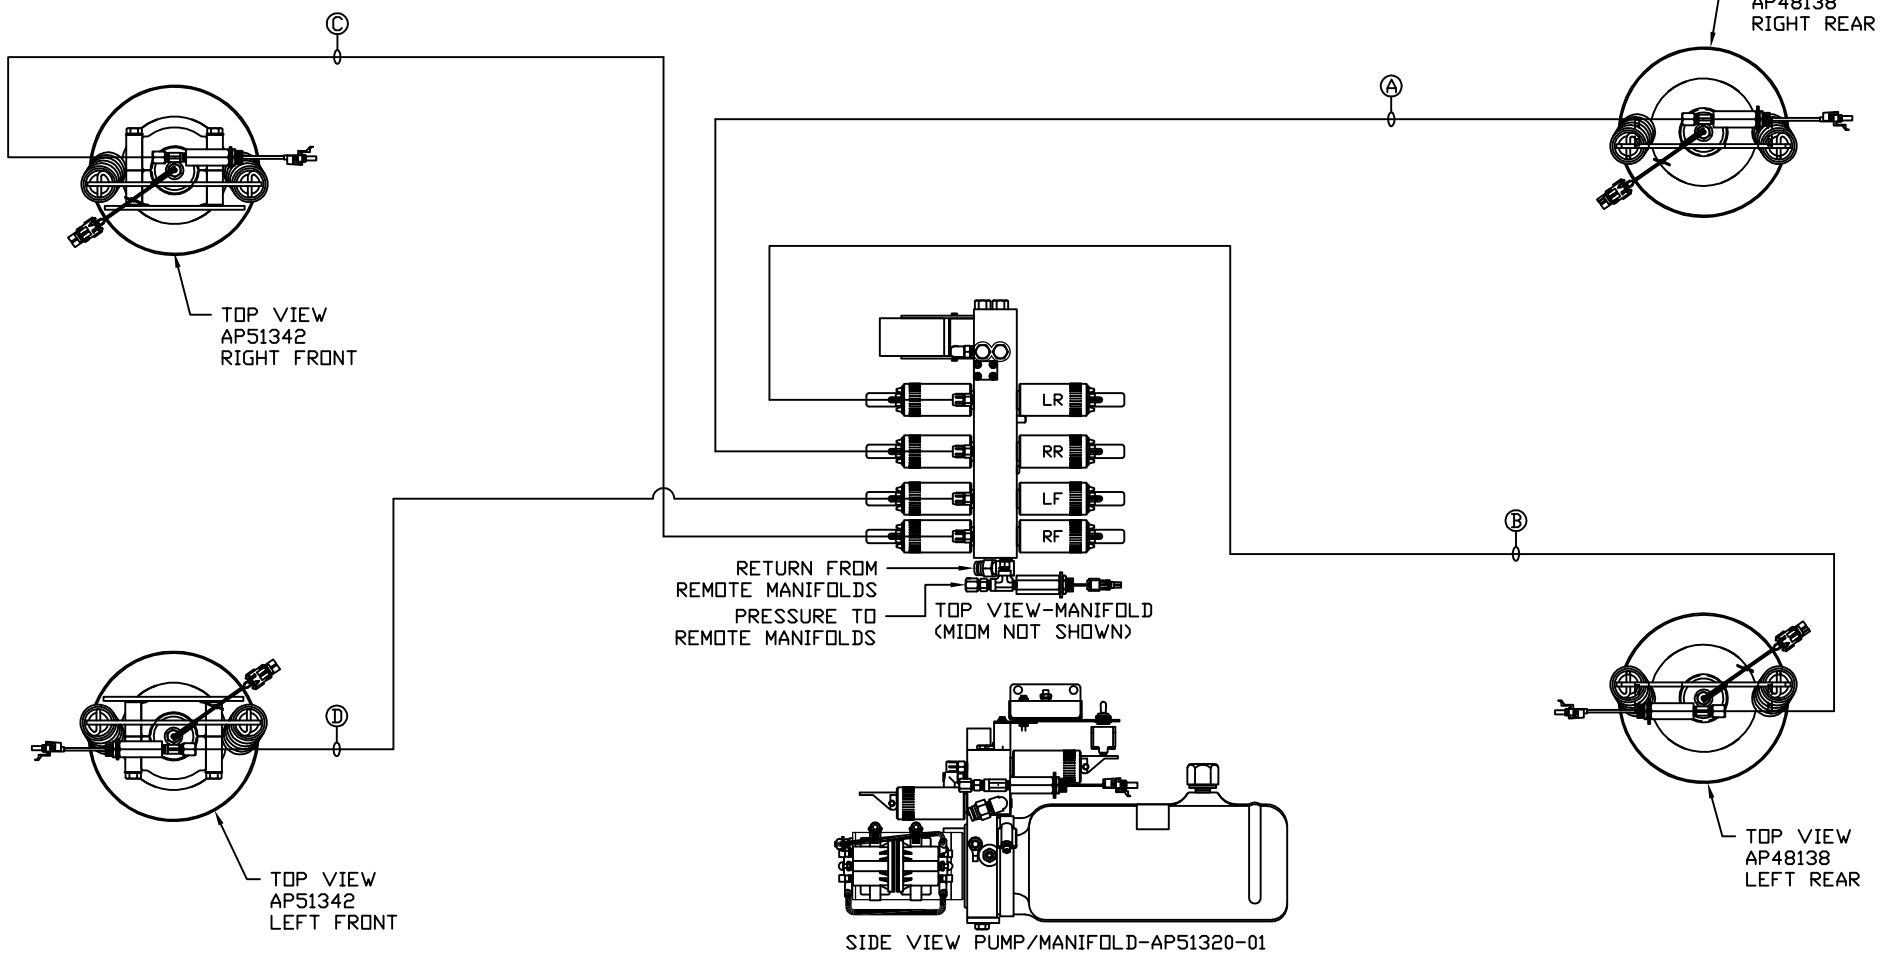 AP48138
RIGHT REAR
C
A
TOP VIEW
AP51342
RIGHT FRONT
LR
RR
LF
RF
B
RETURN FROM
REMOTE MANIFOLDS
PRESSURE TO
REMOTE MANIFOLDS
TOP VIEW-MANIFOLD
(MIOM NOT SHOWN)
D
TOP VIEW
AP48138
LEFT REAR
TOP VIEW
AP51342
LEFT FRONT
SIDE VIEW PUMP/MANIFOLD-AP51320-01